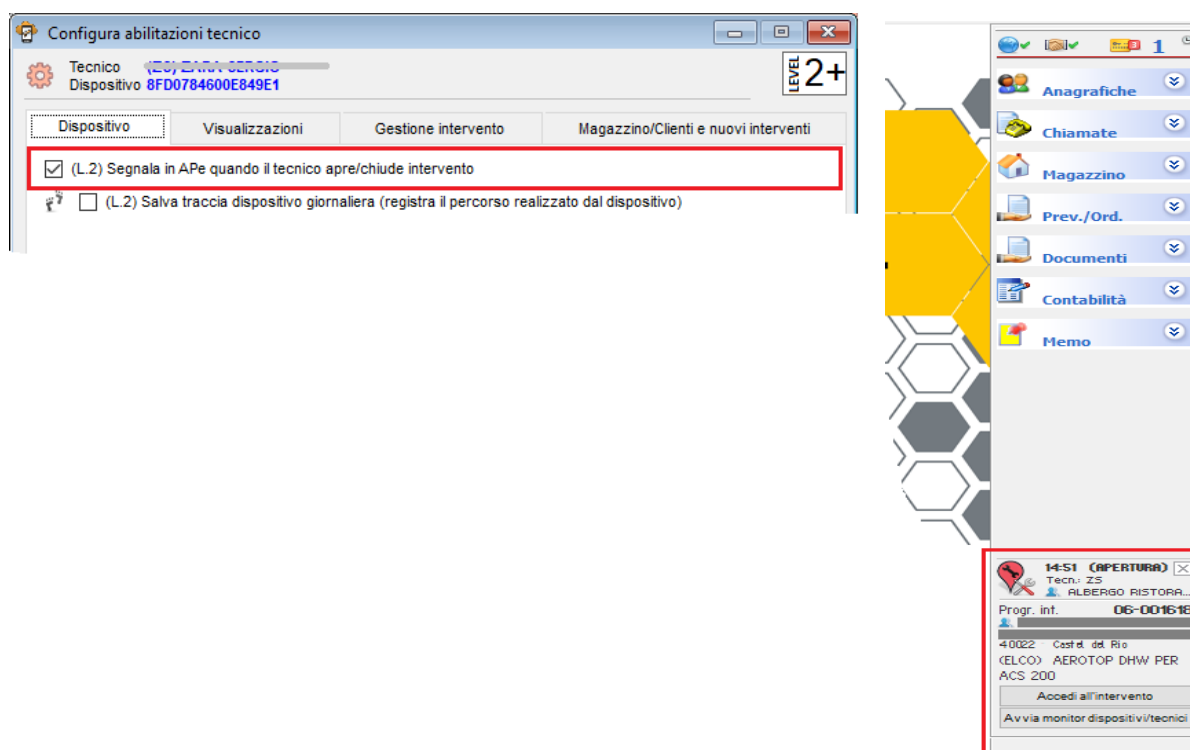 Configura abilitazioni tecnico
Tecnico
Dispositivo 8FD0784600E849E1
LEVEL 2+
Dispositivo Visualizzazioni Gestione intervento Magazzino/Clienti e nuovi interventi
(L.2) Segnala in APe quando il tecnico apre/chiude intervento
(L.2) Salva traccia dispositivo giornaliera (registra il percorso realizzato dal dispositivo)
1
Anagrafiche
Chiamate
Magazzino
Prev./Ord.
Documenti
Contabilità
Memo
14:51 (APERTURA)
Tecn.: ZS
ALBERGO RISTORA...
Progr. int. 06-001618
40022 Castel del Rio
(ELCO) AEROTOP DHW PER
ACS 200
Accedi all'intervento
Avvia monitor dispositivi/tecnici